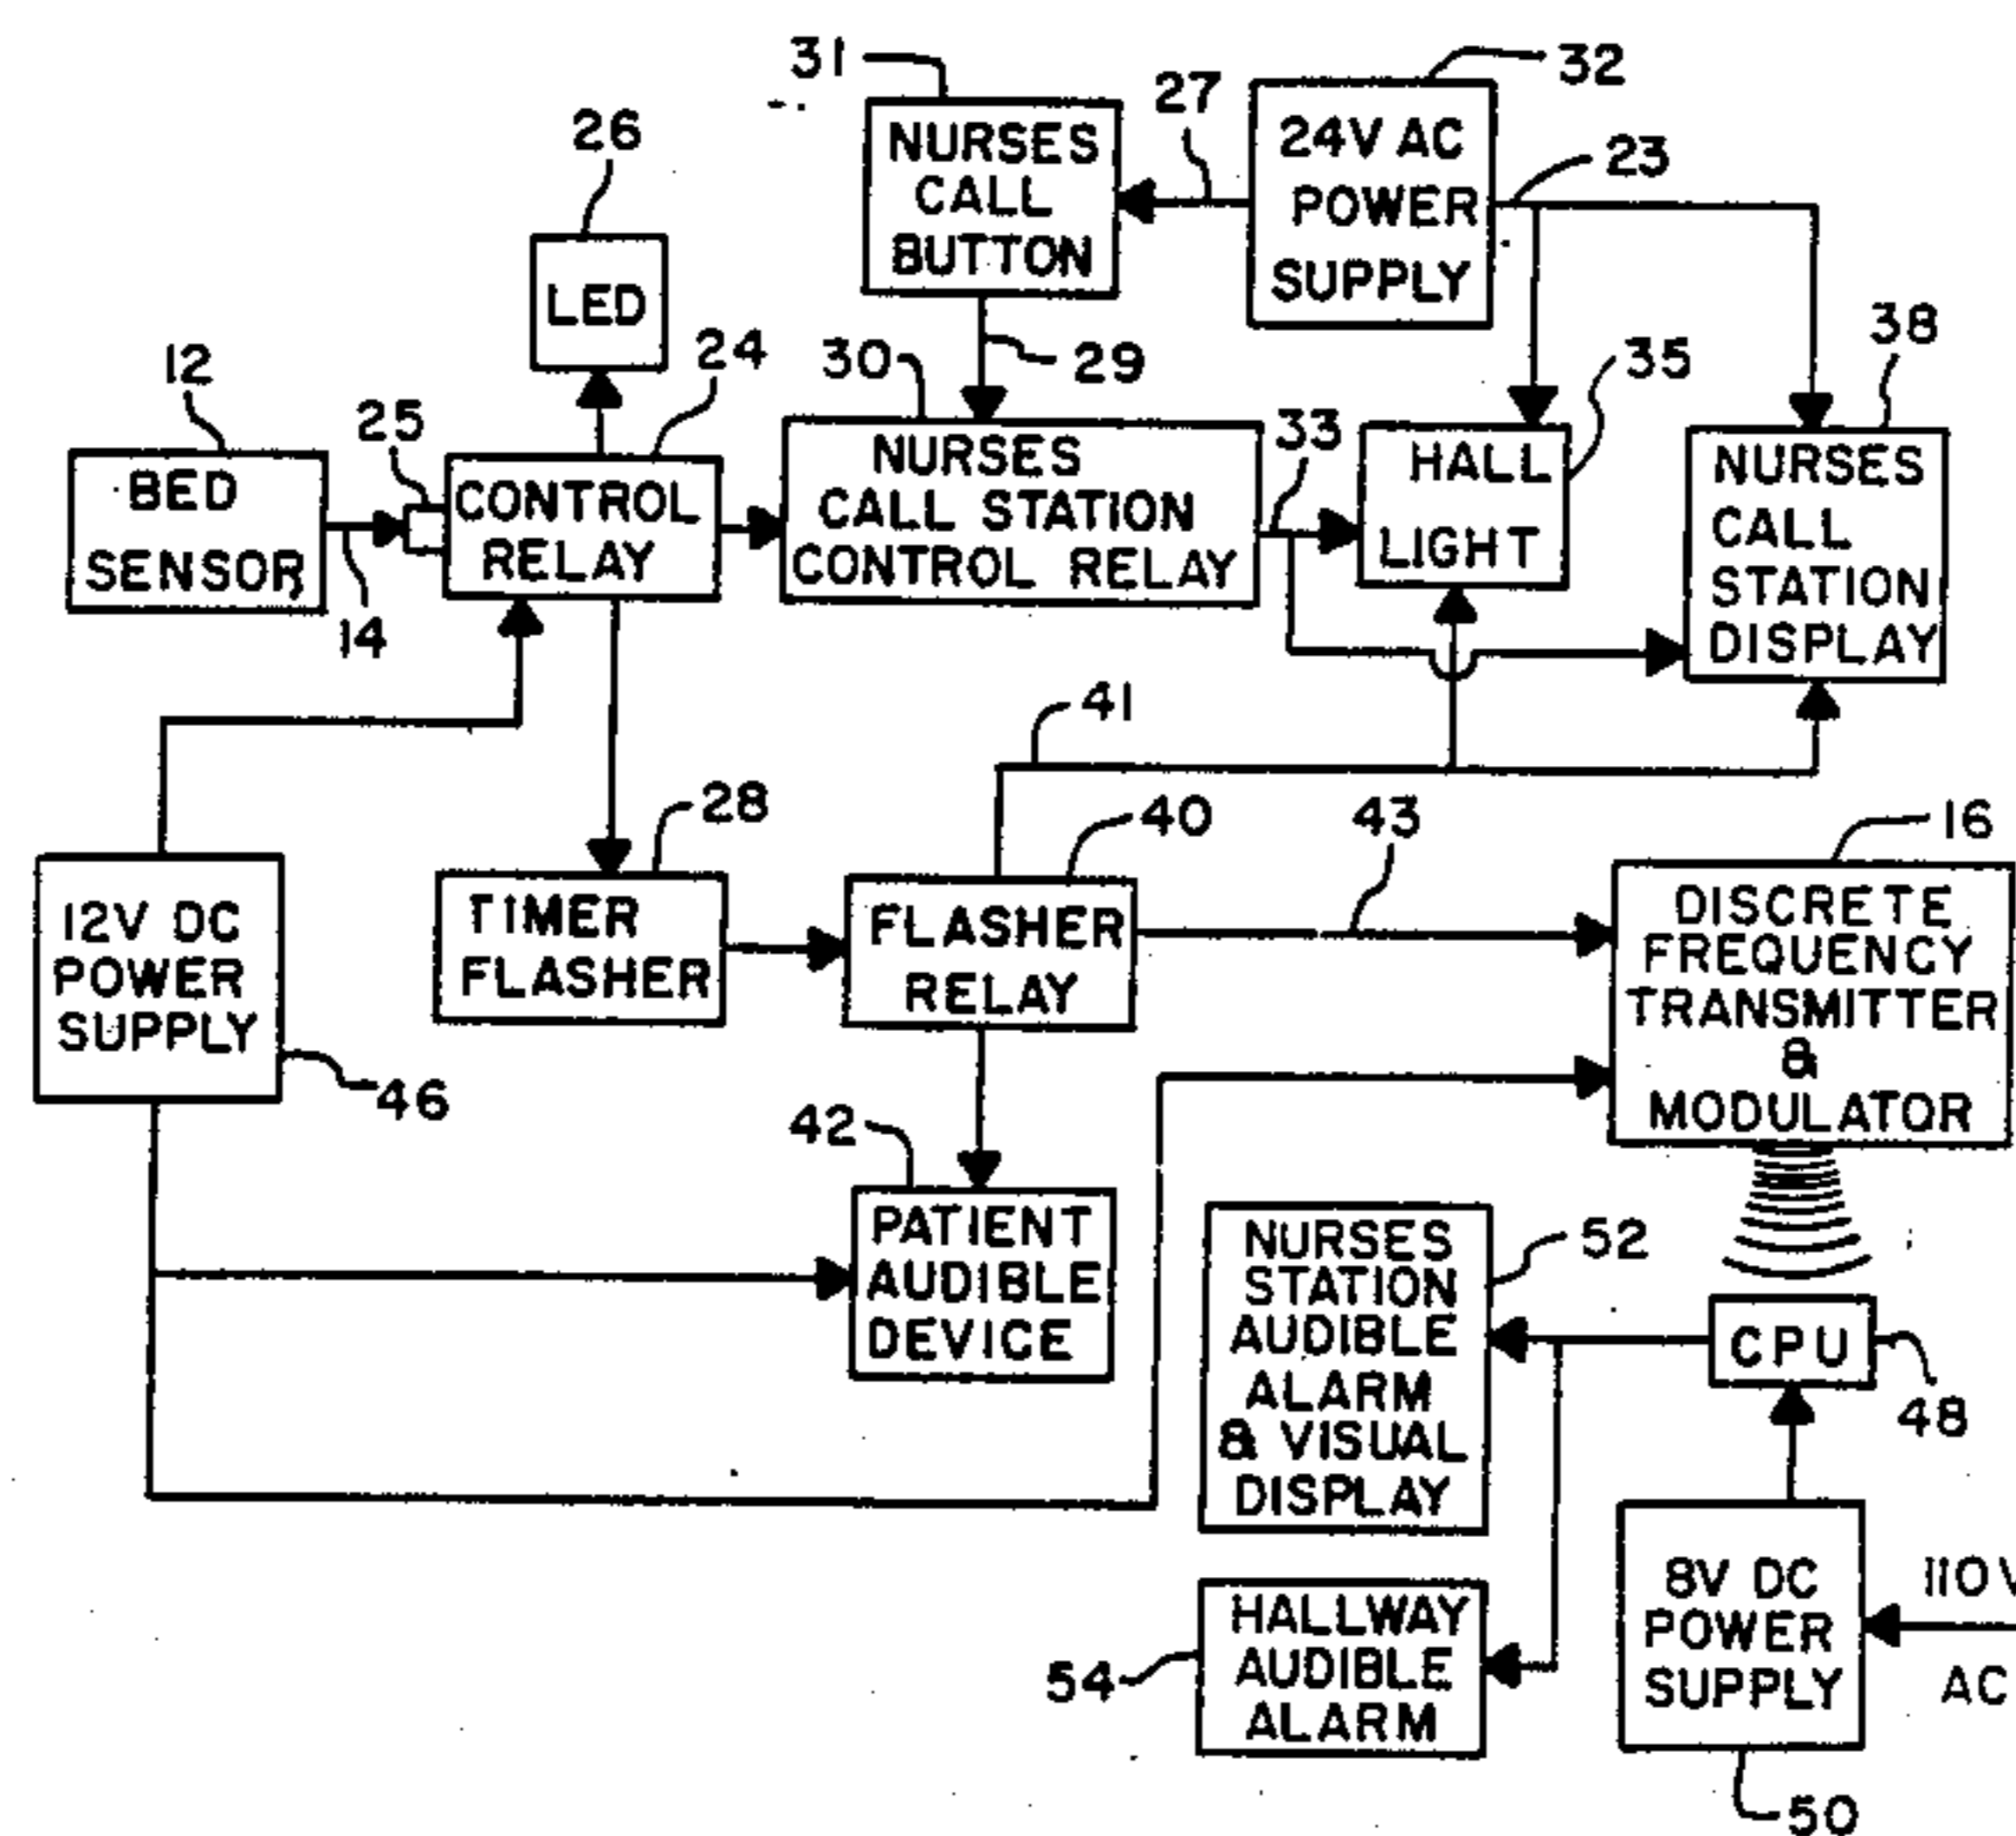 31
32
27
26
NURSES
CALL
BUTTON
24V AC
POWER
SUPPLY
23
LED
12
25
24
30
29
33
35
38
BED
SENSOR
14
CONTROL
RELAY
NURSES
CALL STATION
CONTROL RELAY
HALL
LIGHT
NURSES
CALL
STATION
DISPLAY
41
28
40
43
16
12V DC
POWER
SUPPLY
46
TIMER
FLASHER
FLASHER
RELAY
DISCRETE
FREQUENCY
TRANSMITTER
&
MODULATOR
42
PATIENT
AUDIBLE
DEVICE
NURSES
STATION
AUDIBLE
ALARM
& VISUAL
DISPLAY
52
CPU
48
HALLWAY
AUDIBLE
ALARM
54
8V DC
POWER
SUPPLY
110V
AC
50